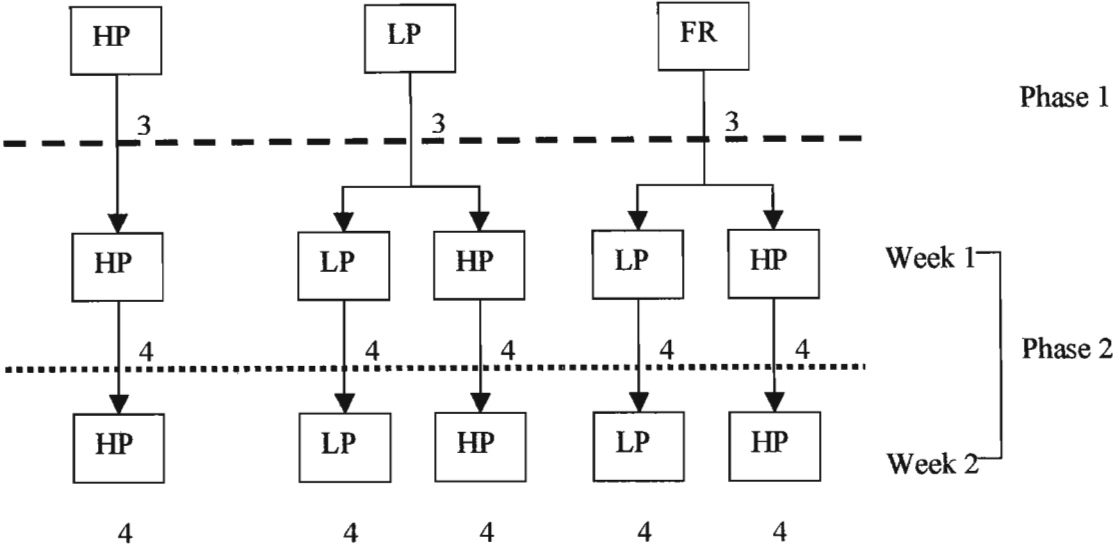 HP LP FR
Phase 1
3 3 3
HP LP HP LP HP Week 1
4 4 4 4 4 Phase 2
HP LP HP LP HP Week 2
4 4 4 4 4